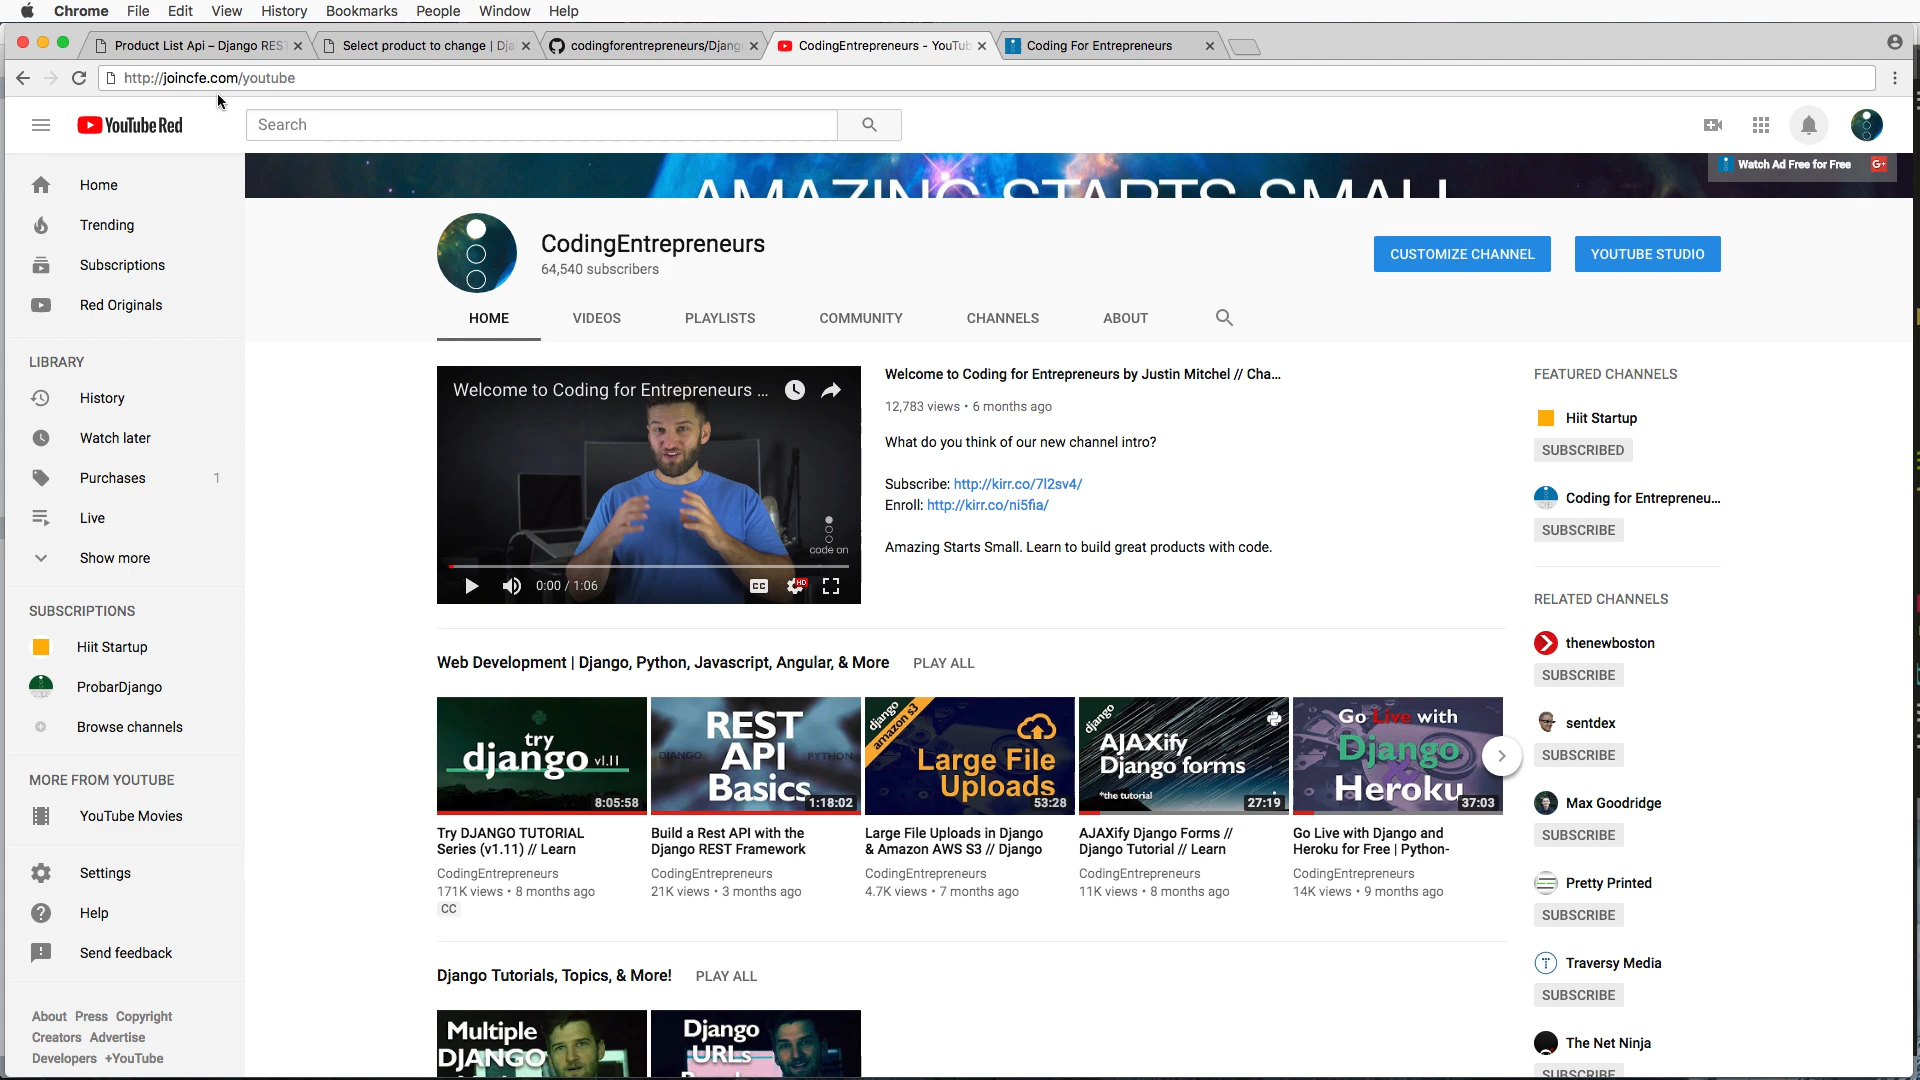 Chrome File Edit View History Bookmarks People Window Help
Product List Api – Django REST
Select product to change | Dja
codingforentrepreneurs/Django
CodingEntrepreneurs - YouTub
Coding For Entrepreneurs
http://joincfe.com/youtube
YouTube Red
Search
Home
Trending
Subscriptions
Red Originals
LIBRARY
History
Watch later
Purchases 1
Live
Show more
SUBSCRIPTIONS
Hiit Startup
ProbarDjango
Browse channels
MORE FROM YOUTUBE
YouTube Movies
Settings
Help
Send feedback
About Press Copyright
Creators Advertise
Developers +YouTube
AMAZING STARTS SMALL
Watch Ad Free for Free G+
CodingEntrepreneurs
64,540 subscribers
CUSTOMIZE CHANNEL
YOUTUBE STUDIO
HOME VIDEOS PLAYLISTS COMMUNITY CHANNELS ABOUT
Welcome to Coding for Entrepreneurs ...
code on
0:00 / 1:06
CC
HD
Welcome to Coding for Entrepreneurs by Justin Mitchel // Cha...
12,783 views • 6 months ago
What do you think of our new channel intro?
Subscribe: http://kirr.co/7l2sv4/
Enroll: http://kirr.co/ni5fia/
Amazing Starts Small. Learn to build great products with code.
Web Development | Django, Python, Javascript, Angular, & More PLAY ALL
try
django v1.11
8:05:58
Try DJANGO TUTORIAL
Series (v1.11) // Learn
CodingEntrepreneurs
171K views • 8 months ago
CC
REST
DJANGO API PYTHON
Basics
1:18:02
Build a Rest API with the
Django REST Framework
CodingEntrepreneurs
21K views • 3 months ago
django
amazon s3
Large File
Uploads
53:28
Large File Uploads in Django
& Amazon AWS S3 // Django
CodingEntrepreneurs
4.7K views • 7 months ago
django
AJAXify
Django forms
*the tutorial
27:19
AJAXify Django Forms //
Django Tutorial // Learn
CodingEntrepreneurs
11K views • 8 months ago
Go Live with
Django
Heroku
37:03
Go Live with Django and
Heroku for Free | Python-
CodingEntrepreneurs
14K views • 9 months ago
Django Tutorials, Topics, & More! PLAY ALL
Multiple
DJANGO
Django
URLs
FEATURED CHANNELS
Hiit Startup
SUBSCRIBED
Coding for Entrepreneu...
SUBSCRIBE
RELATED CHANNELS
thenewboston
SUBSCRIBE
sentdex
SUBSCRIBE
Max Goodridge
SUBSCRIBE
Pretty Printed
SUBSCRIBE
Traversy Media
SUBSCRIBE
The Net Ninja
SUBSCRIBE